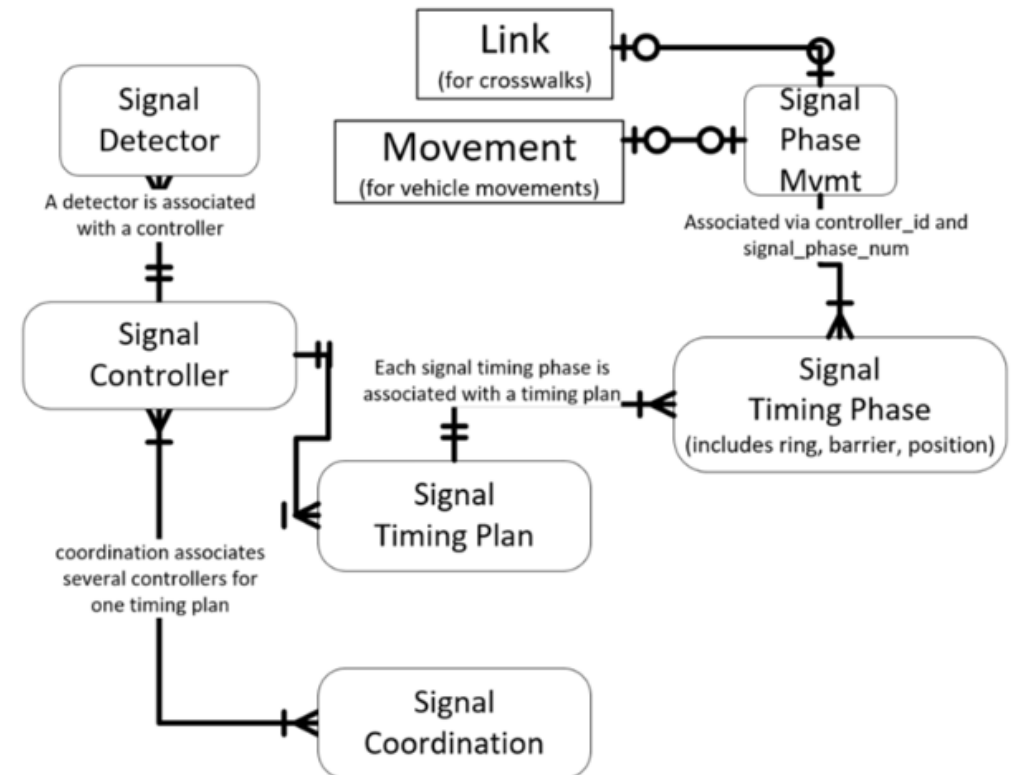 Link
(for crosswalks)
Signal
Detector
Signal
Phase
Mvmt
Movement
(for vehicle movements)
A detector is associated
with a controller
Associated via controller_id and
signal_phase_num
Signal
Controller
Each signal timing phase is
associated with a timing plan
Signal
Timing Phase
(includes ring, barrier, position)
Signal
Timing Plan
coordination associates
several controllers for
one timing plan
Signal
Coordination